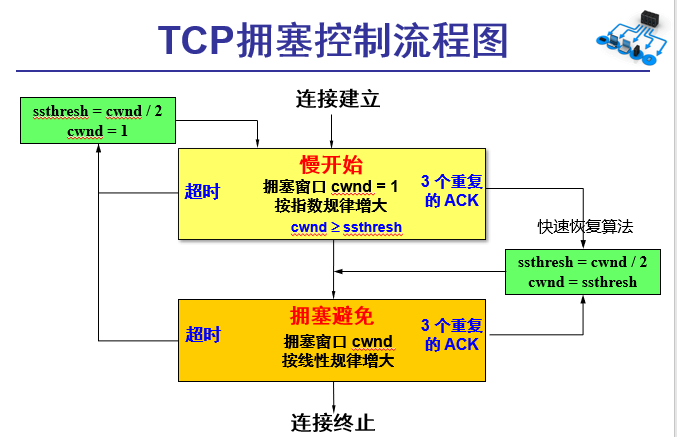 TCP拥塞控制流程图
连接建立
ssthresh = cwnd / 2
cwnd = 1
慢开始
超时
拥塞窗口 cwnd = 1
按指数规律增大
cwnd ≥ ssthresh
3 个重复
的 ACK
快速恢复算法
ssthresh = cwnd / 2
cwnd = ssthresh
拥塞避免
超时
拥塞窗口 cwnd
按线性规律增大
3 个重复
的 ACK
连接终止